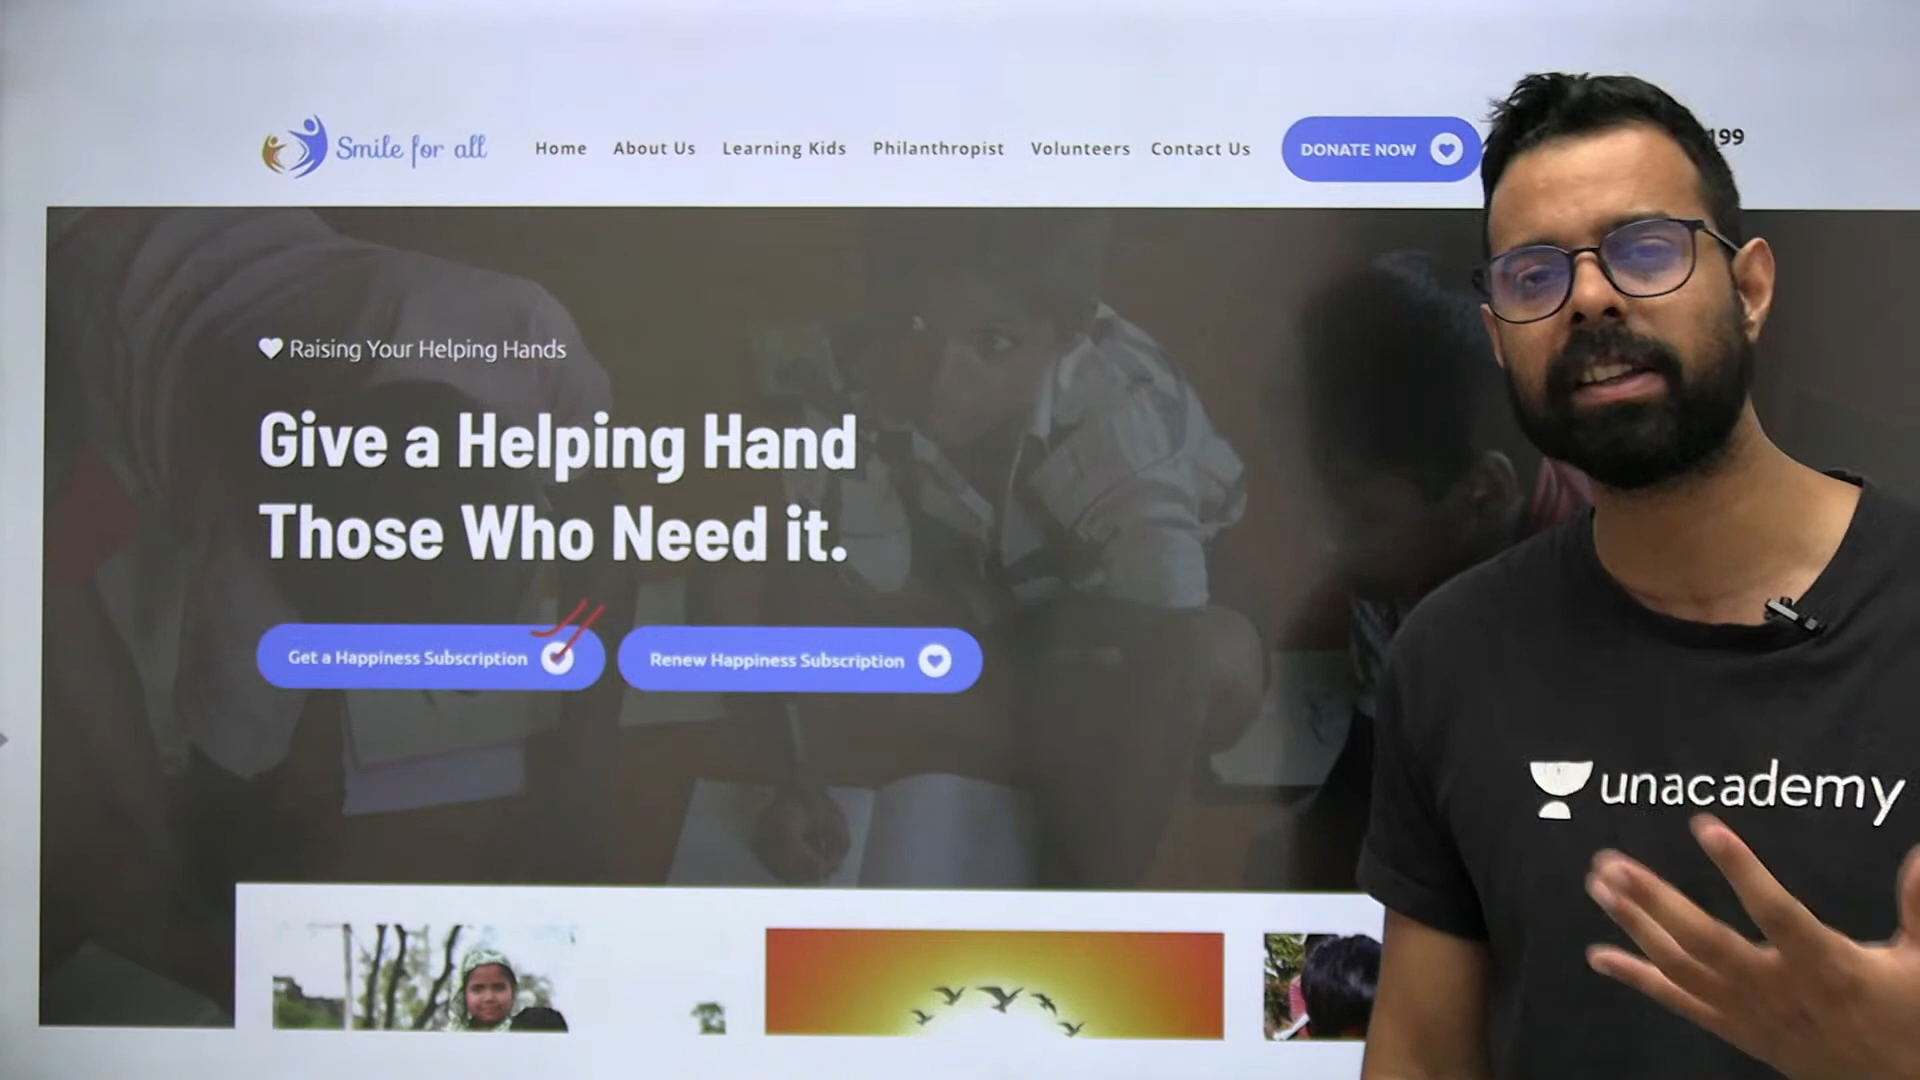 Smile for all
Home About Us Learning Kids Philanthropist Volunteers Contact Us DONATE NOW 199
Raising Your Helping Hands
Give a Helping Hand
Those Who Need it.
Get a Happiness Subscription Renew Happiness Subscription
unacademy